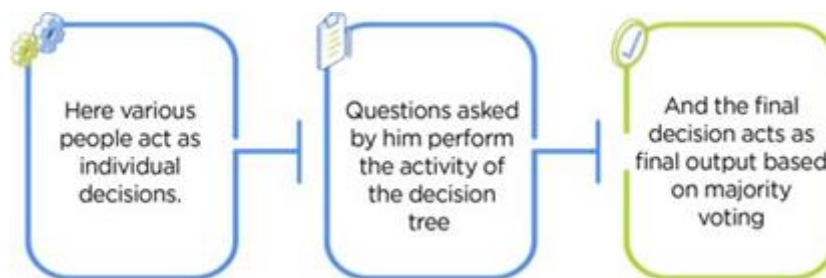 Here various
people act as
individual
decisions.
Questions asked
by him perform
the activity of
the decision
tree
And the final
decision acts as
final output based
on majority
voting